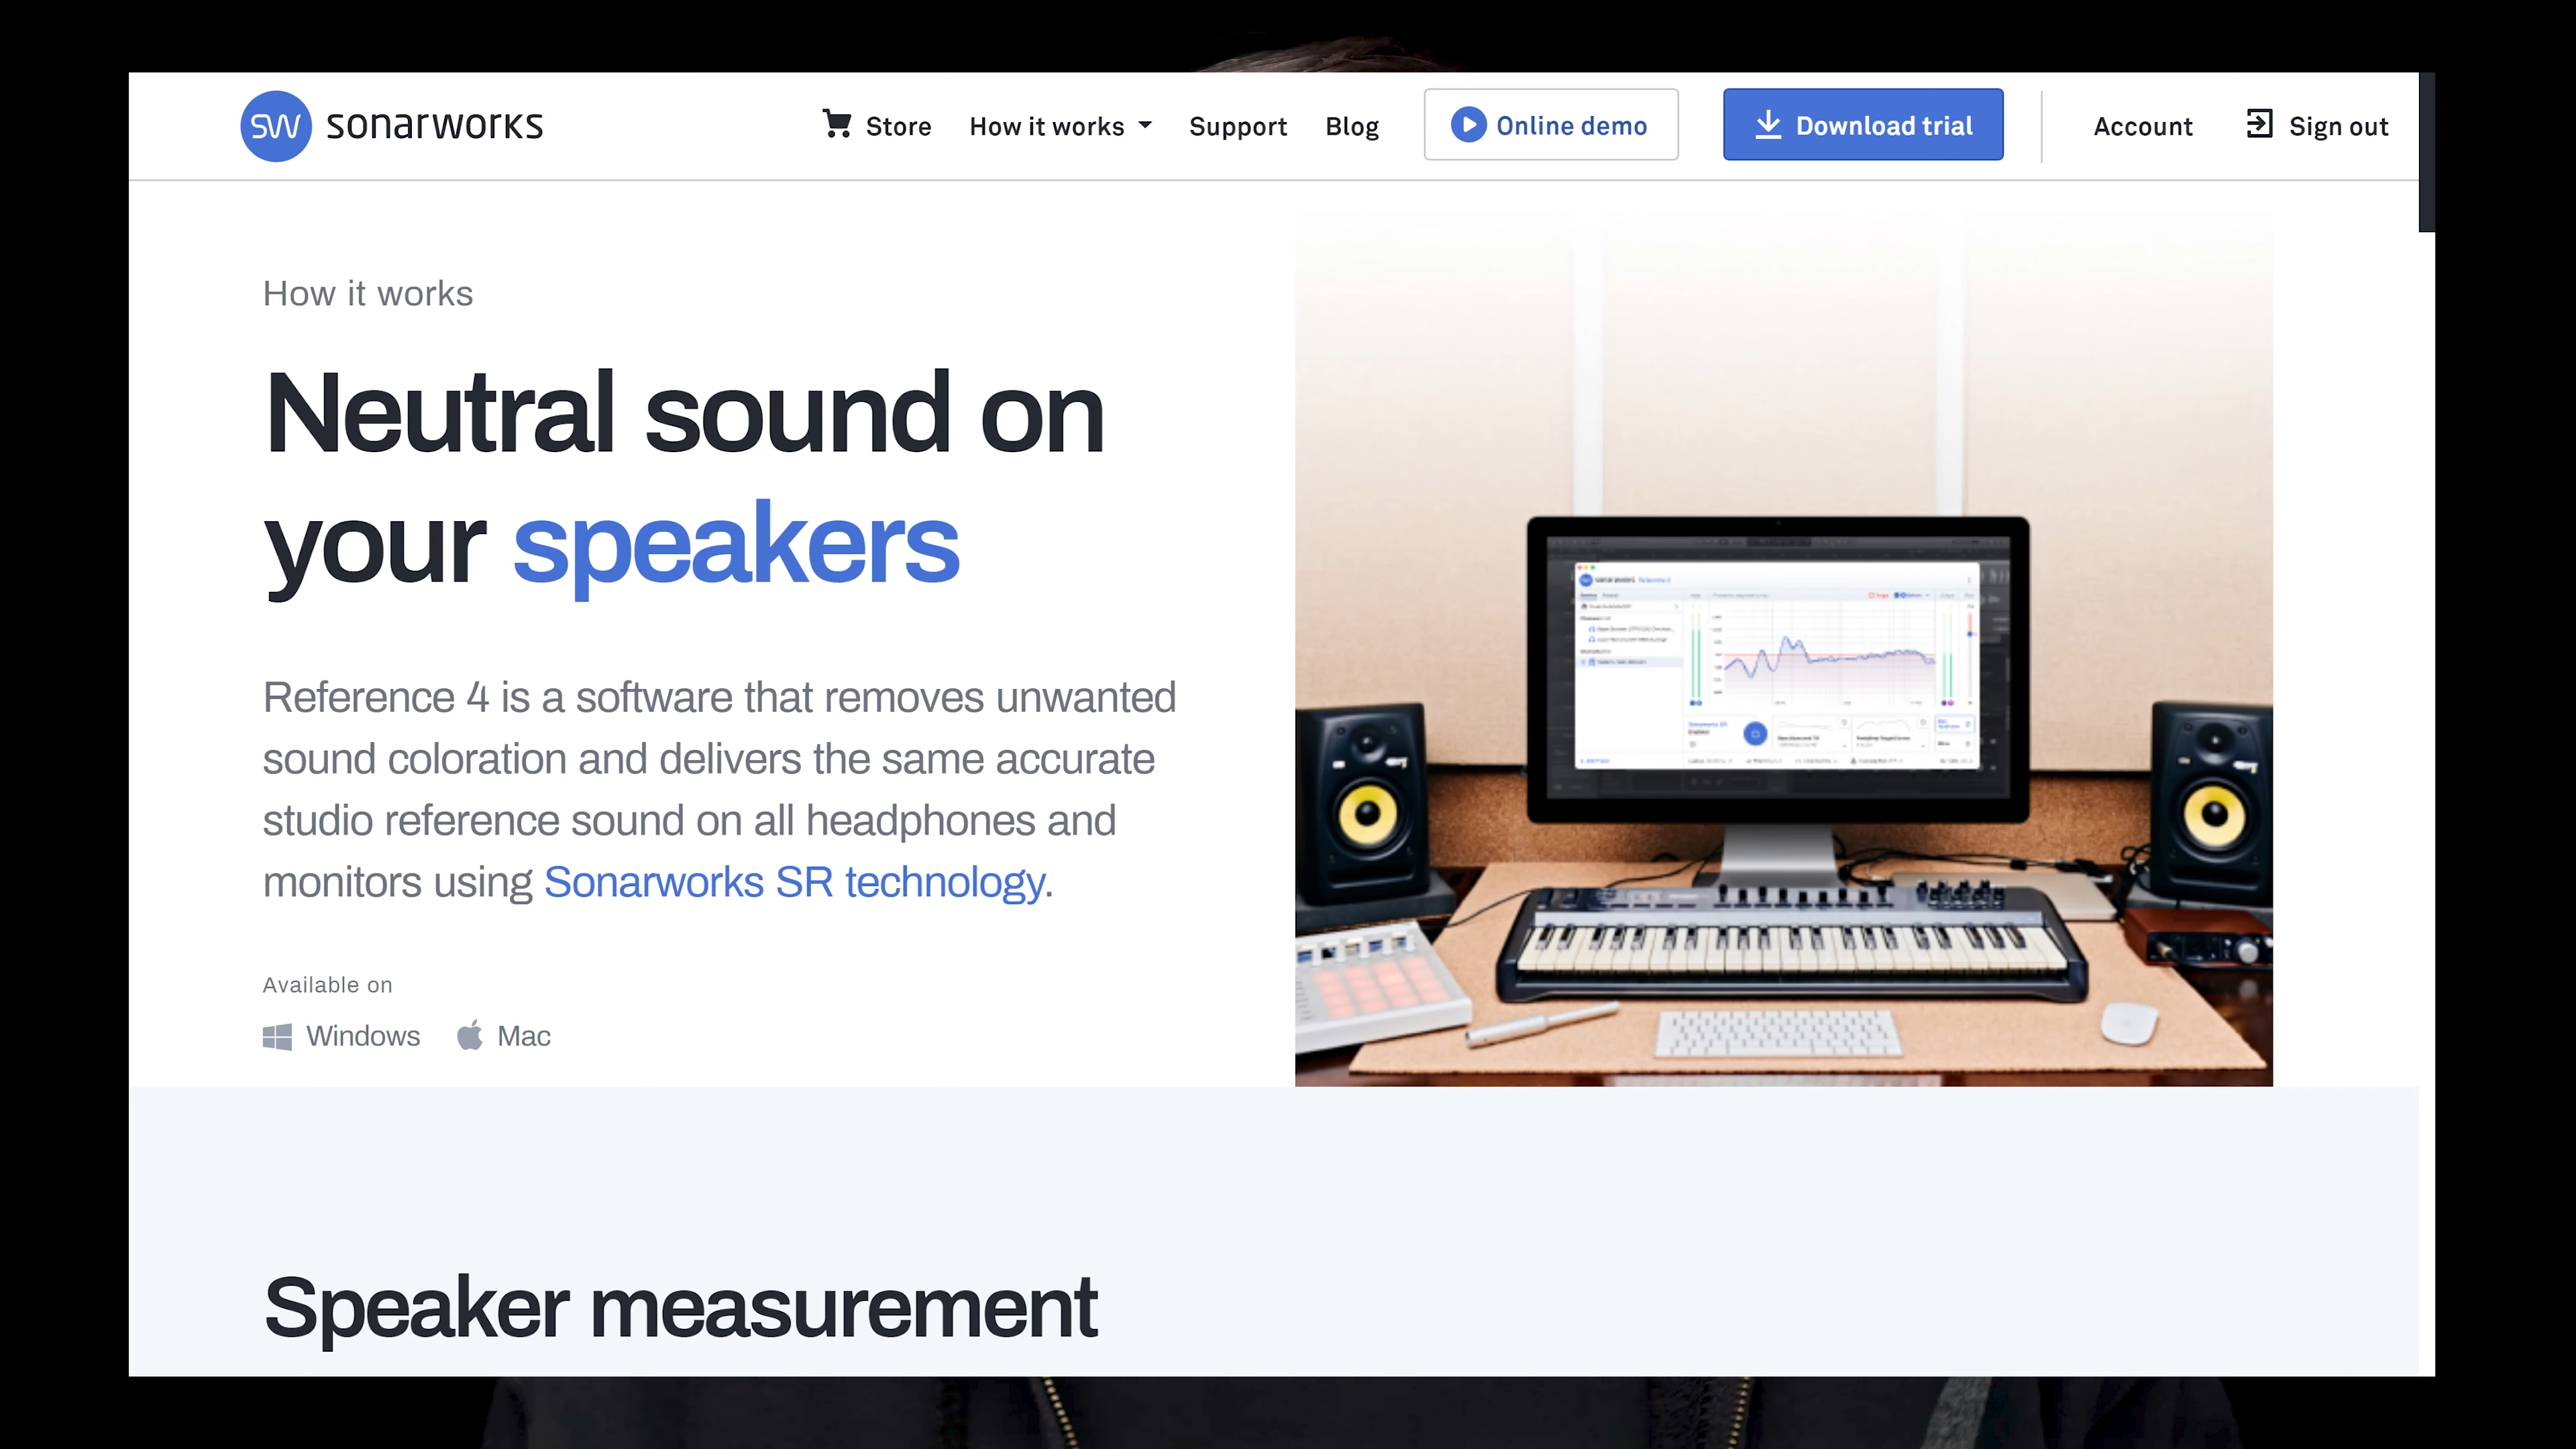 SW sonarworks
Store
How it works
Support
Blog
Online demo
Download trial
Account
Sign out
How it works
Neutral sound on
your speakers
Reference 4 is a software that removes unwanted
sound coloration and delivers the same accurate
studio reference sound on all headphones and
monitors using Sonarworks SR technology.
Available on
Windows
Mac
Speaker measurement